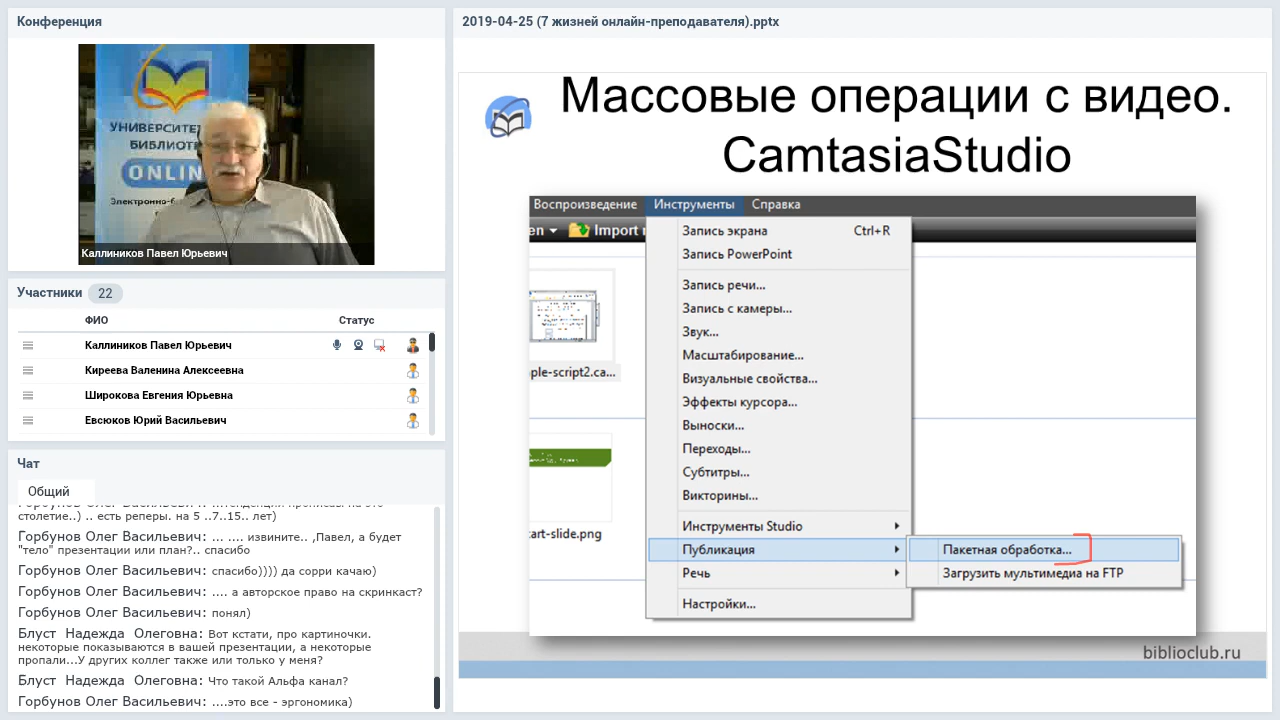 Конференция
УНИВЕРСИТЕТ
БИБЛИОТЕ
ONLIN
Каллиников Павел Юрьевич
Участники 22
ФИО Статус
Каллиников Павел Юрьевич
Киреева Валенина Алексеевна
Широкова Евгения Юрьевна
Евсюков Юрий Васильевич
Чат
Общий
столетие..) .. есть реперы. на 5 ..7..15.. лет)
Горбунов Олег Васильевич: ... .... извините.. ,Павел, а будет
"тело" презентации или план?.. спасибо
Горбунов Олег Васильевич: спасибо)))) да сорри качаю)
Горбунов Олег Васильевич: .... а авторское право на скринкаст?
Горбунов Олег Васильевич: понял)
Блуст Надежда Олеговна: Вот кстати, про картиночки.
некоторые показываются в вашей презентации, а некоторые
пропали...У других коллег также или только у меня?
Блуст Надежда Олеговна: Что такой Альфа канал?
Горбунов Олег Васильевич: ....это все - эргономика)
2019-04-25 (7 жизней онлайн-преподавателя).pptx
Массовые операции с видео.
CamtasiaStudio
Воспроизведение Инструменты Справка
en Import
Запись экрана Ctrl+R
Запись PowerPoint
Запись речи...
Запись с камеры...
Звук...
Масштабирование...
Визуальные свойства...
Эффекты курсора...
Выноски...
Переходы...
Субтитры...
Викторины...
Инструменты Studio
Публикация
Речь
Настройки...
Пакетная обработка...
Загрузить мультимедиа на FTP
ple-script2.ca...
art-slide.png
biblioclub.ru